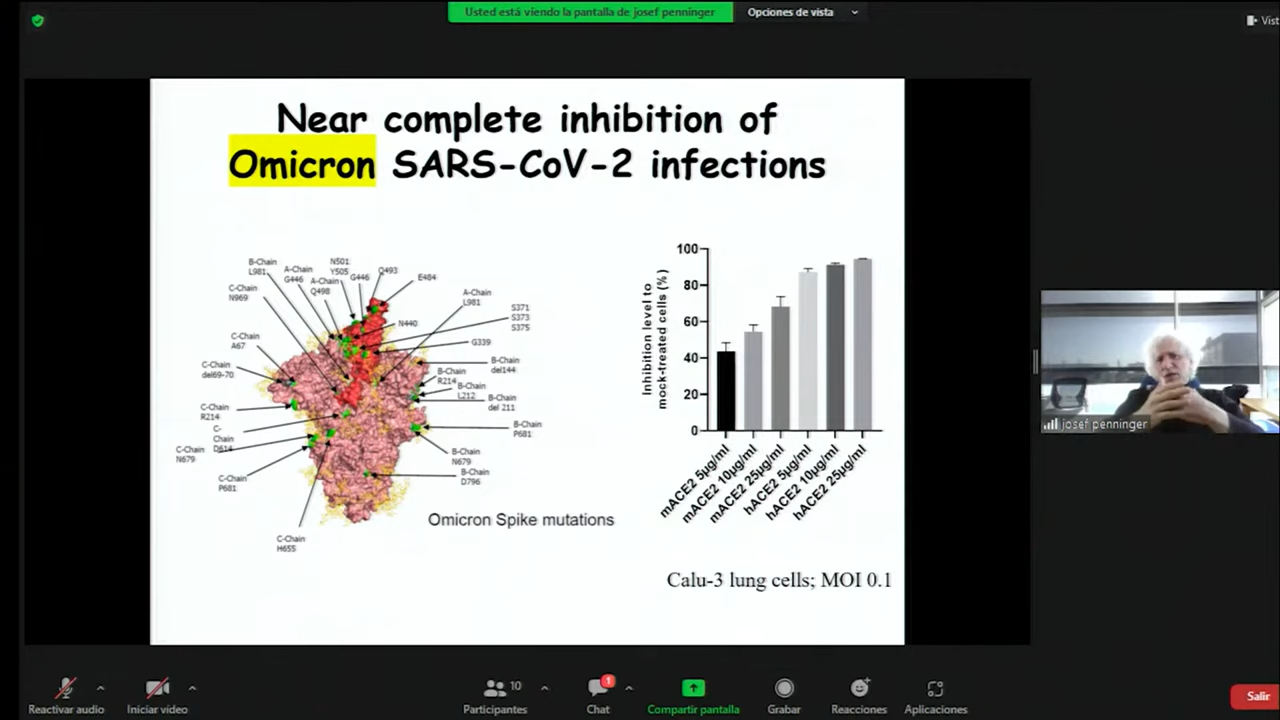 Usted está viendo la pantalla de josef penninger
Opciones de vista
Vist
Near complete inhibition of
Omicron SARS-CoV-2 infections
B-Chain
L981
A-Chain
G446
A-Chain
Q498
N501
Y505
G446
Q493
E484
C-Chain
N969
A-Chain
L981
S371
S373
S375
N440
G339
C-Chain
A67
C-Chain
del69-70
B-Chain
del144
B-Chain
R214
B-Chain
L212
B-Chain
del 211
C-Chain
R214
C-
Chain
D614
B-Chain
P681
C-Chain
N679
B-Chain
N679
C-Chain
P681
B-Chain
D796
C-Chain
H655
Omicron Spike mutations
Inhibition level to
mock-treated cells (%)
100
80
60
40
20
0
mACE2 5µg/ml
mACE2 10µg/ml
mACE2 25µg/ml
hACE2 5µg/ml
hACE2 10µg/ml
hACE2 25µg/ml
Calu-3 lung cells; MOI 0.1
josef penninger
Reactivar audio
Iniciar vídeo
10
Participantes
1
Chat
Compartir pantalla
Grabar
Reacciones
Aplicaciones
Salir